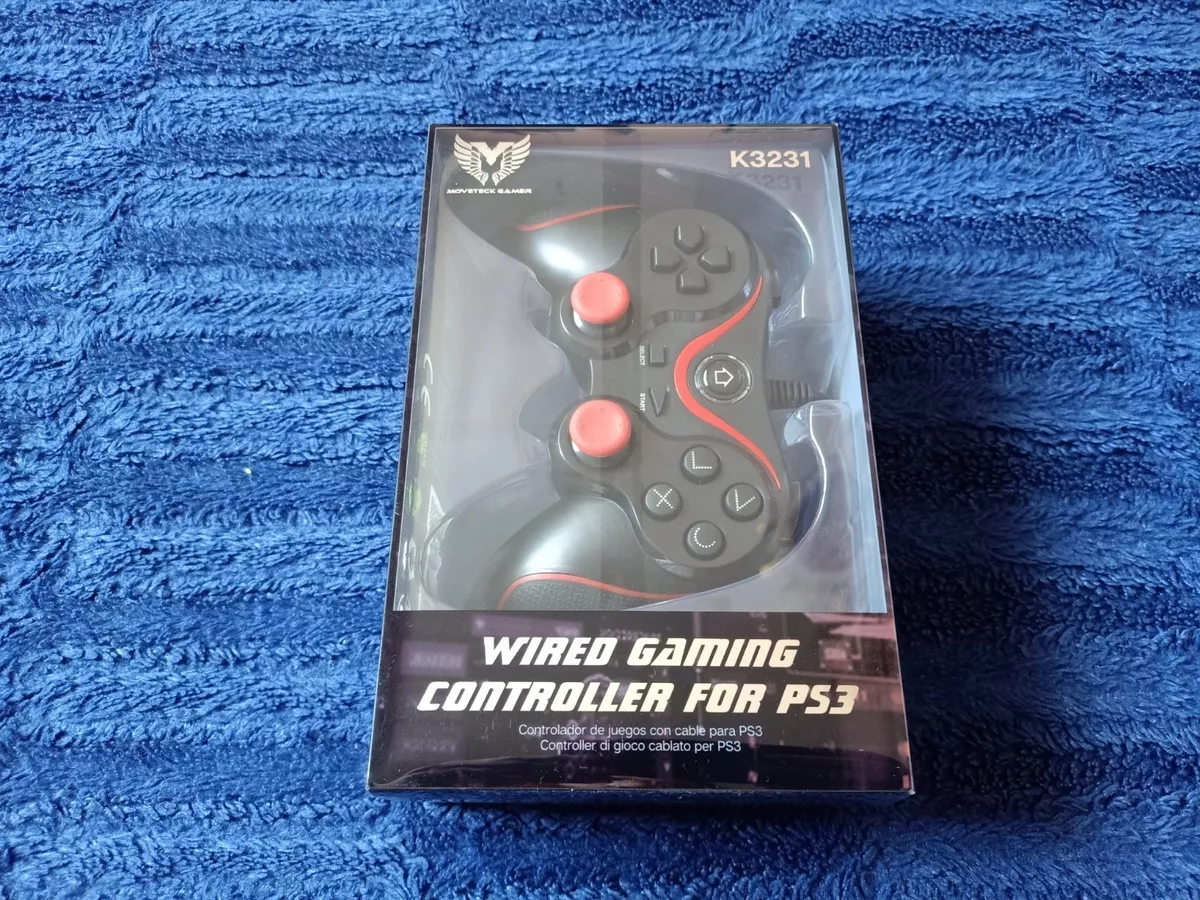 MOVETECK GAMER
K3231
SELECT
START
X
WIRED GAMING
CONTROLLER FOR PS3
Controlador de juegos con cable para PS3
Controller di gioco cablato per PS3